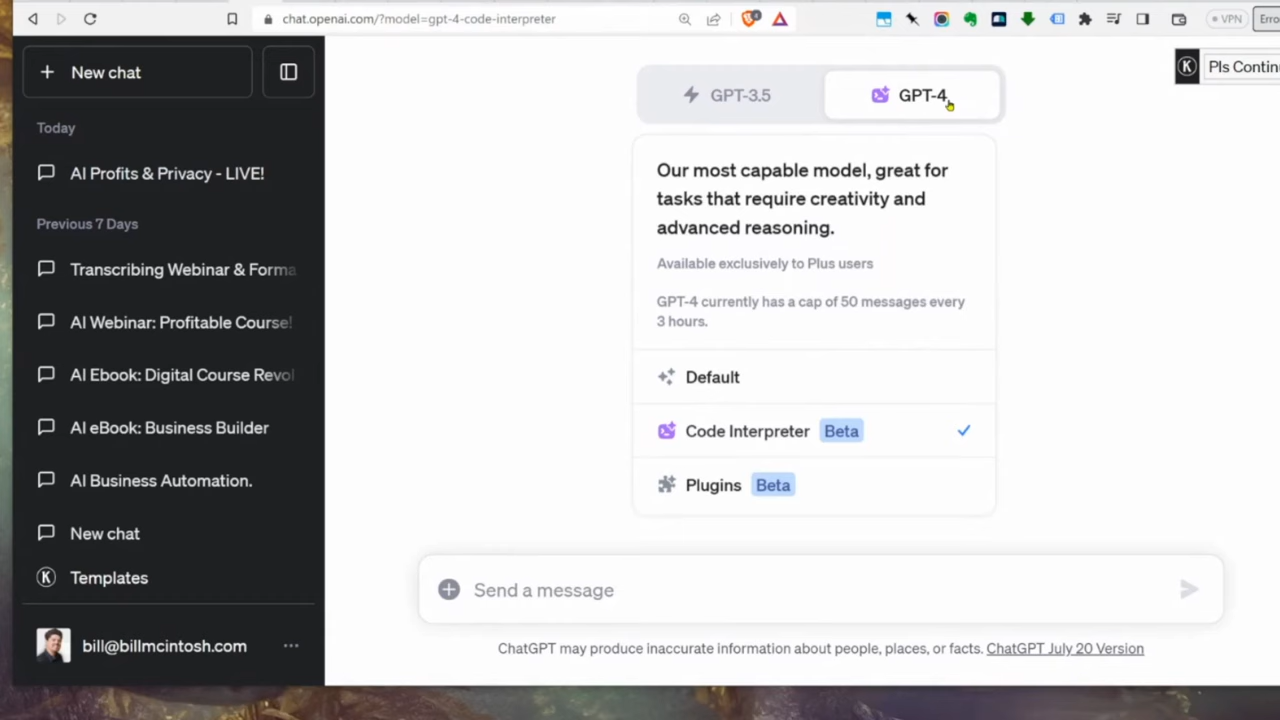 chat.openai.com/?model=gpt-4-code-interpreter
VPN
Erro
New chat
Today
AI Profits & Privacy - LIVE!
Previous 7 Days
Transcribing Webinar & Forma
AI Webinar: Profitable Course!
AI Ebook: Digital Course Revol
AI eBook: Business Builder
AI Business Automation.
New chat
K Templates
bill@billmcintosh.com
GPT-3.5
GPT-4
K Pls Contin
Our most capable model, great for
tasks that require creativity and
advanced reasoning.
Available exclusively to Plus users
GPT-4 currently has a cap of 50 messages every
3 hours.
Default
Code Interpreter Beta
Plugins Beta
Send a message
ChatGPT may produce inaccurate information about people, places, or facts. ChatGPT July 20 Version